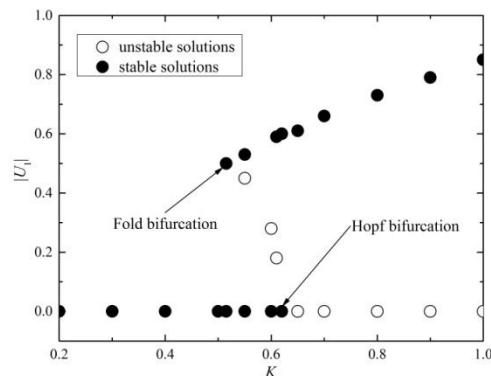 1.0
unstable solutions
stable solutions
0.8
0.6
|U₁|
0.4
Fold bifurcation
Hopf bifurcation
0.2
0.0
0.2 0.4 0.6 0.8 1.0
K